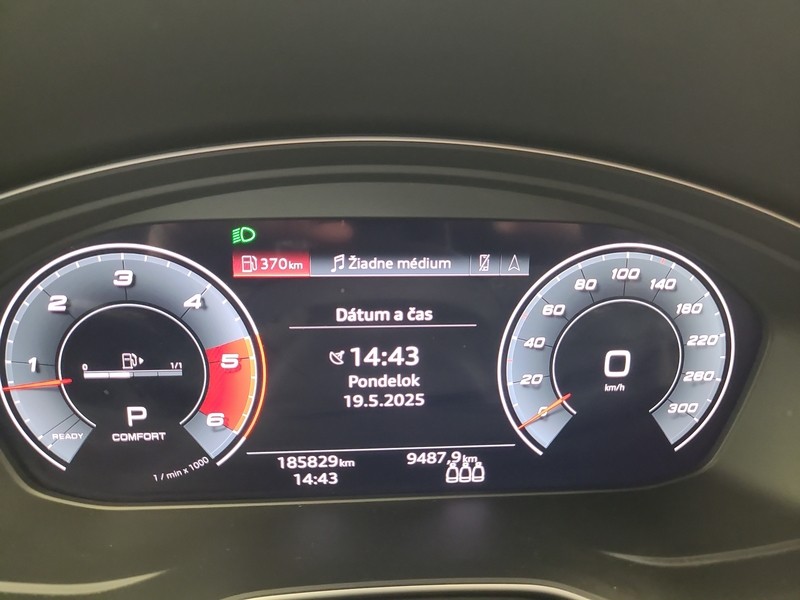 370km
Žiadne médium
Dátum a čas
14:43
Pondelok
19.5.2025
185829km
9487,9km
14:43
1
2
3
4
5
6
0
1/1
P
COMFORT
READY
1 / min x 1000
0
20
40
60
80
100
140
180
220
260
300
0
km/h